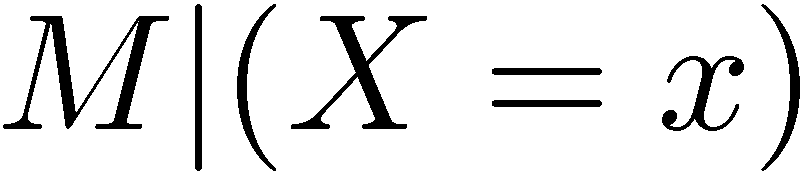 M|(X = x)